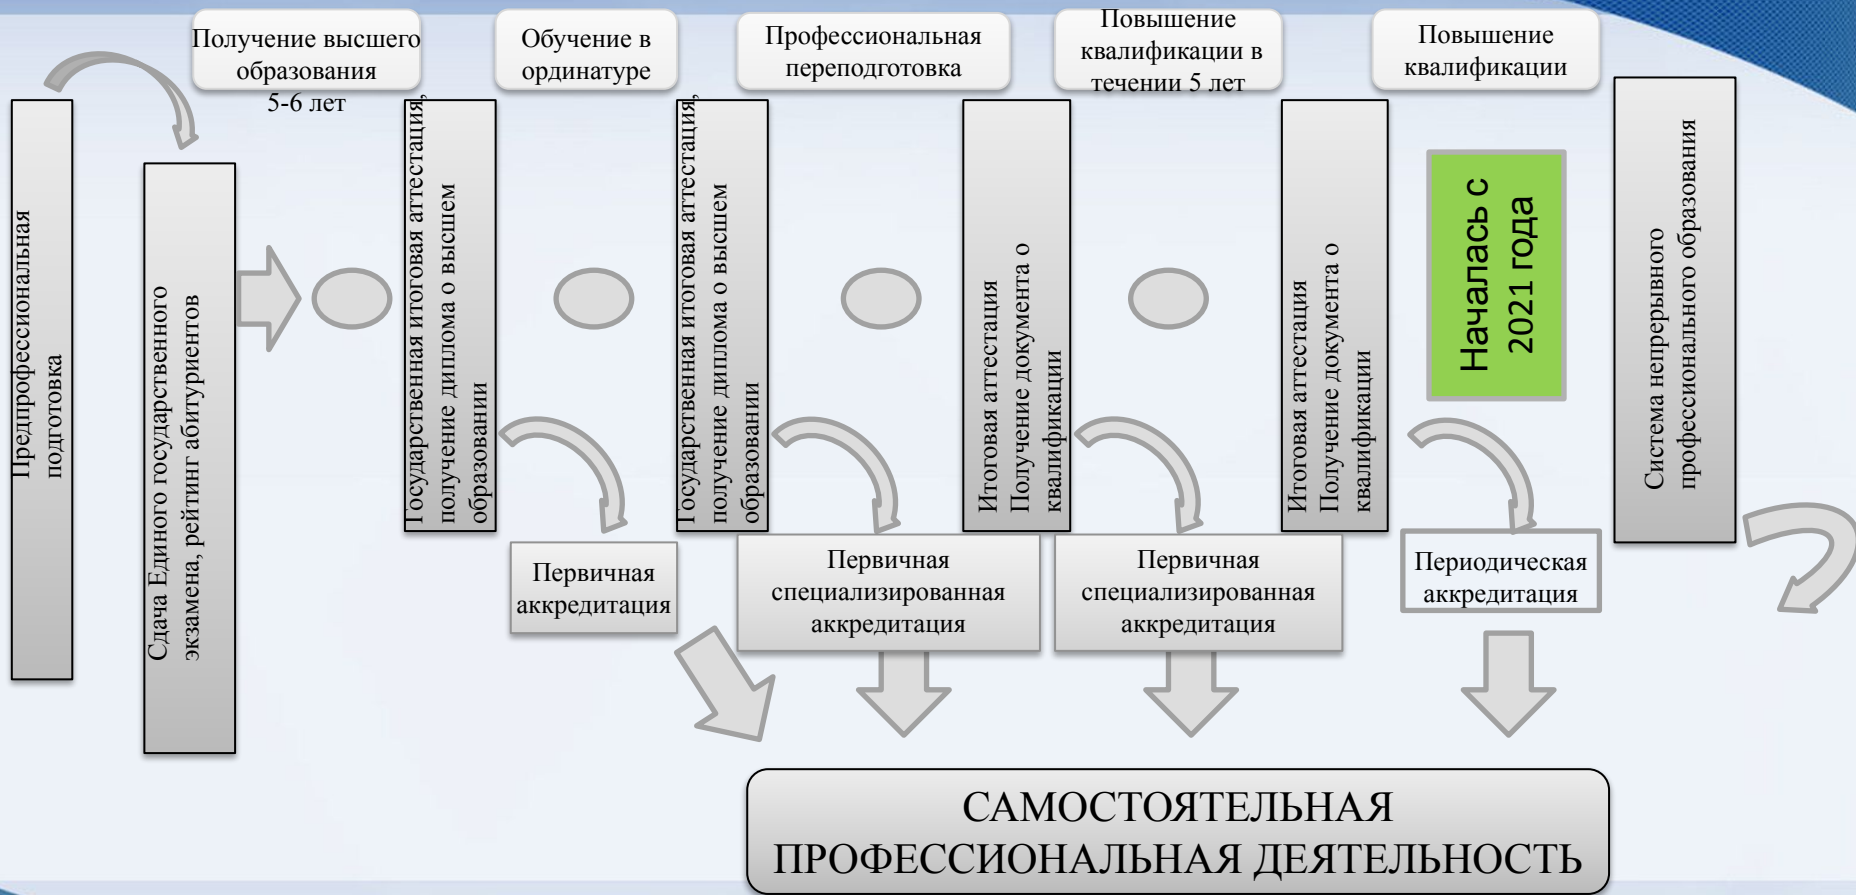 Получение высшего
образования
5-6 лет
Обучение в
ординатуре
Профессиональная
переподготовка
Повышение
квалификации в
течении 5 лет
Повышение
квалификации
Предпрофессиональная
подготовка
Сдача Единого государственного
экзамена, рейтинг абитуриентов
Государственная итоговая аттестация,
получение диплома о высшем
образовании
Государственная итоговая аттестация,
получение диплома о высшем
образовании
Итоговая аттестация
Получение документа о
квалификации
Итоговая аттестация
Получение документа о
квалификации
Началась с
2021 года
Система непрерывного
профессионального образования
Первичная
аккредитация
Первичная
специализированная
аккредитация
Первичная
специализированная
аккредитация
Периодическая
аккредитация
САМОСТОЯТЕЛЬНАЯ
ПРОФЕССИОНАЛЬНАЯ ДЕЯТЕЛЬНОСТЬ